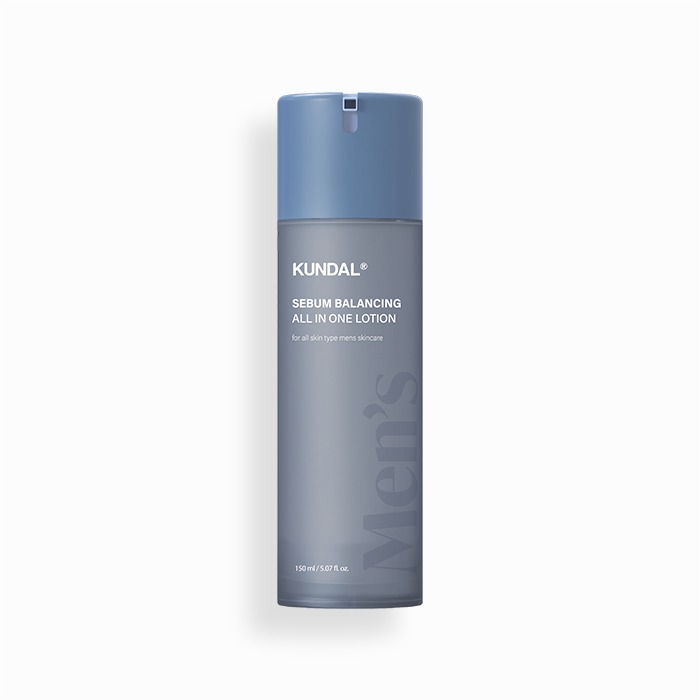 KUNDAL®
SEBUM BALANCING
ALL IN ONE LOTION
for all skin type mens skincare
Men's
150 ml / 5.07 fl. oz.